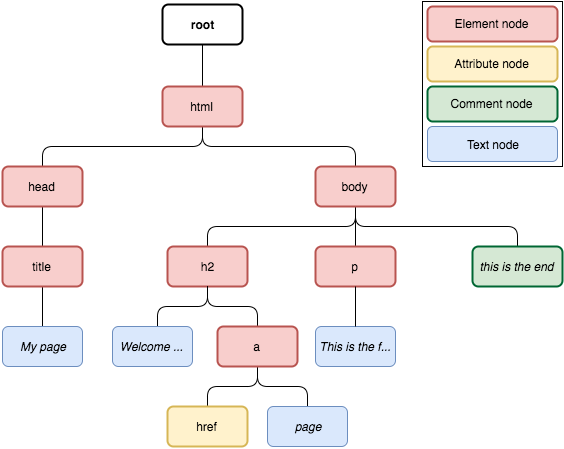 root
Element node
Attribute node
Comment node
Text node
html
head
body
title
h2
p
this is the end
My page
Welcome ...
a
This is the f...
href
page